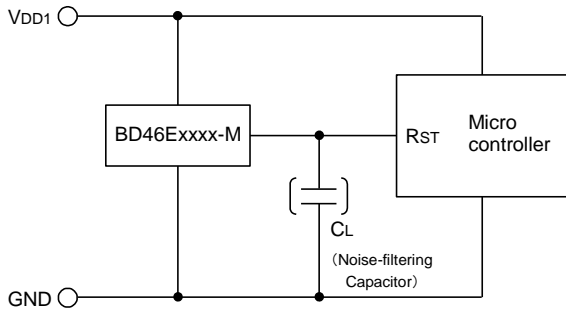 VDD1
BD46Exxxx-M
RST
Micro
controller
CL
（Noise-filtering
Capacitor）
GND